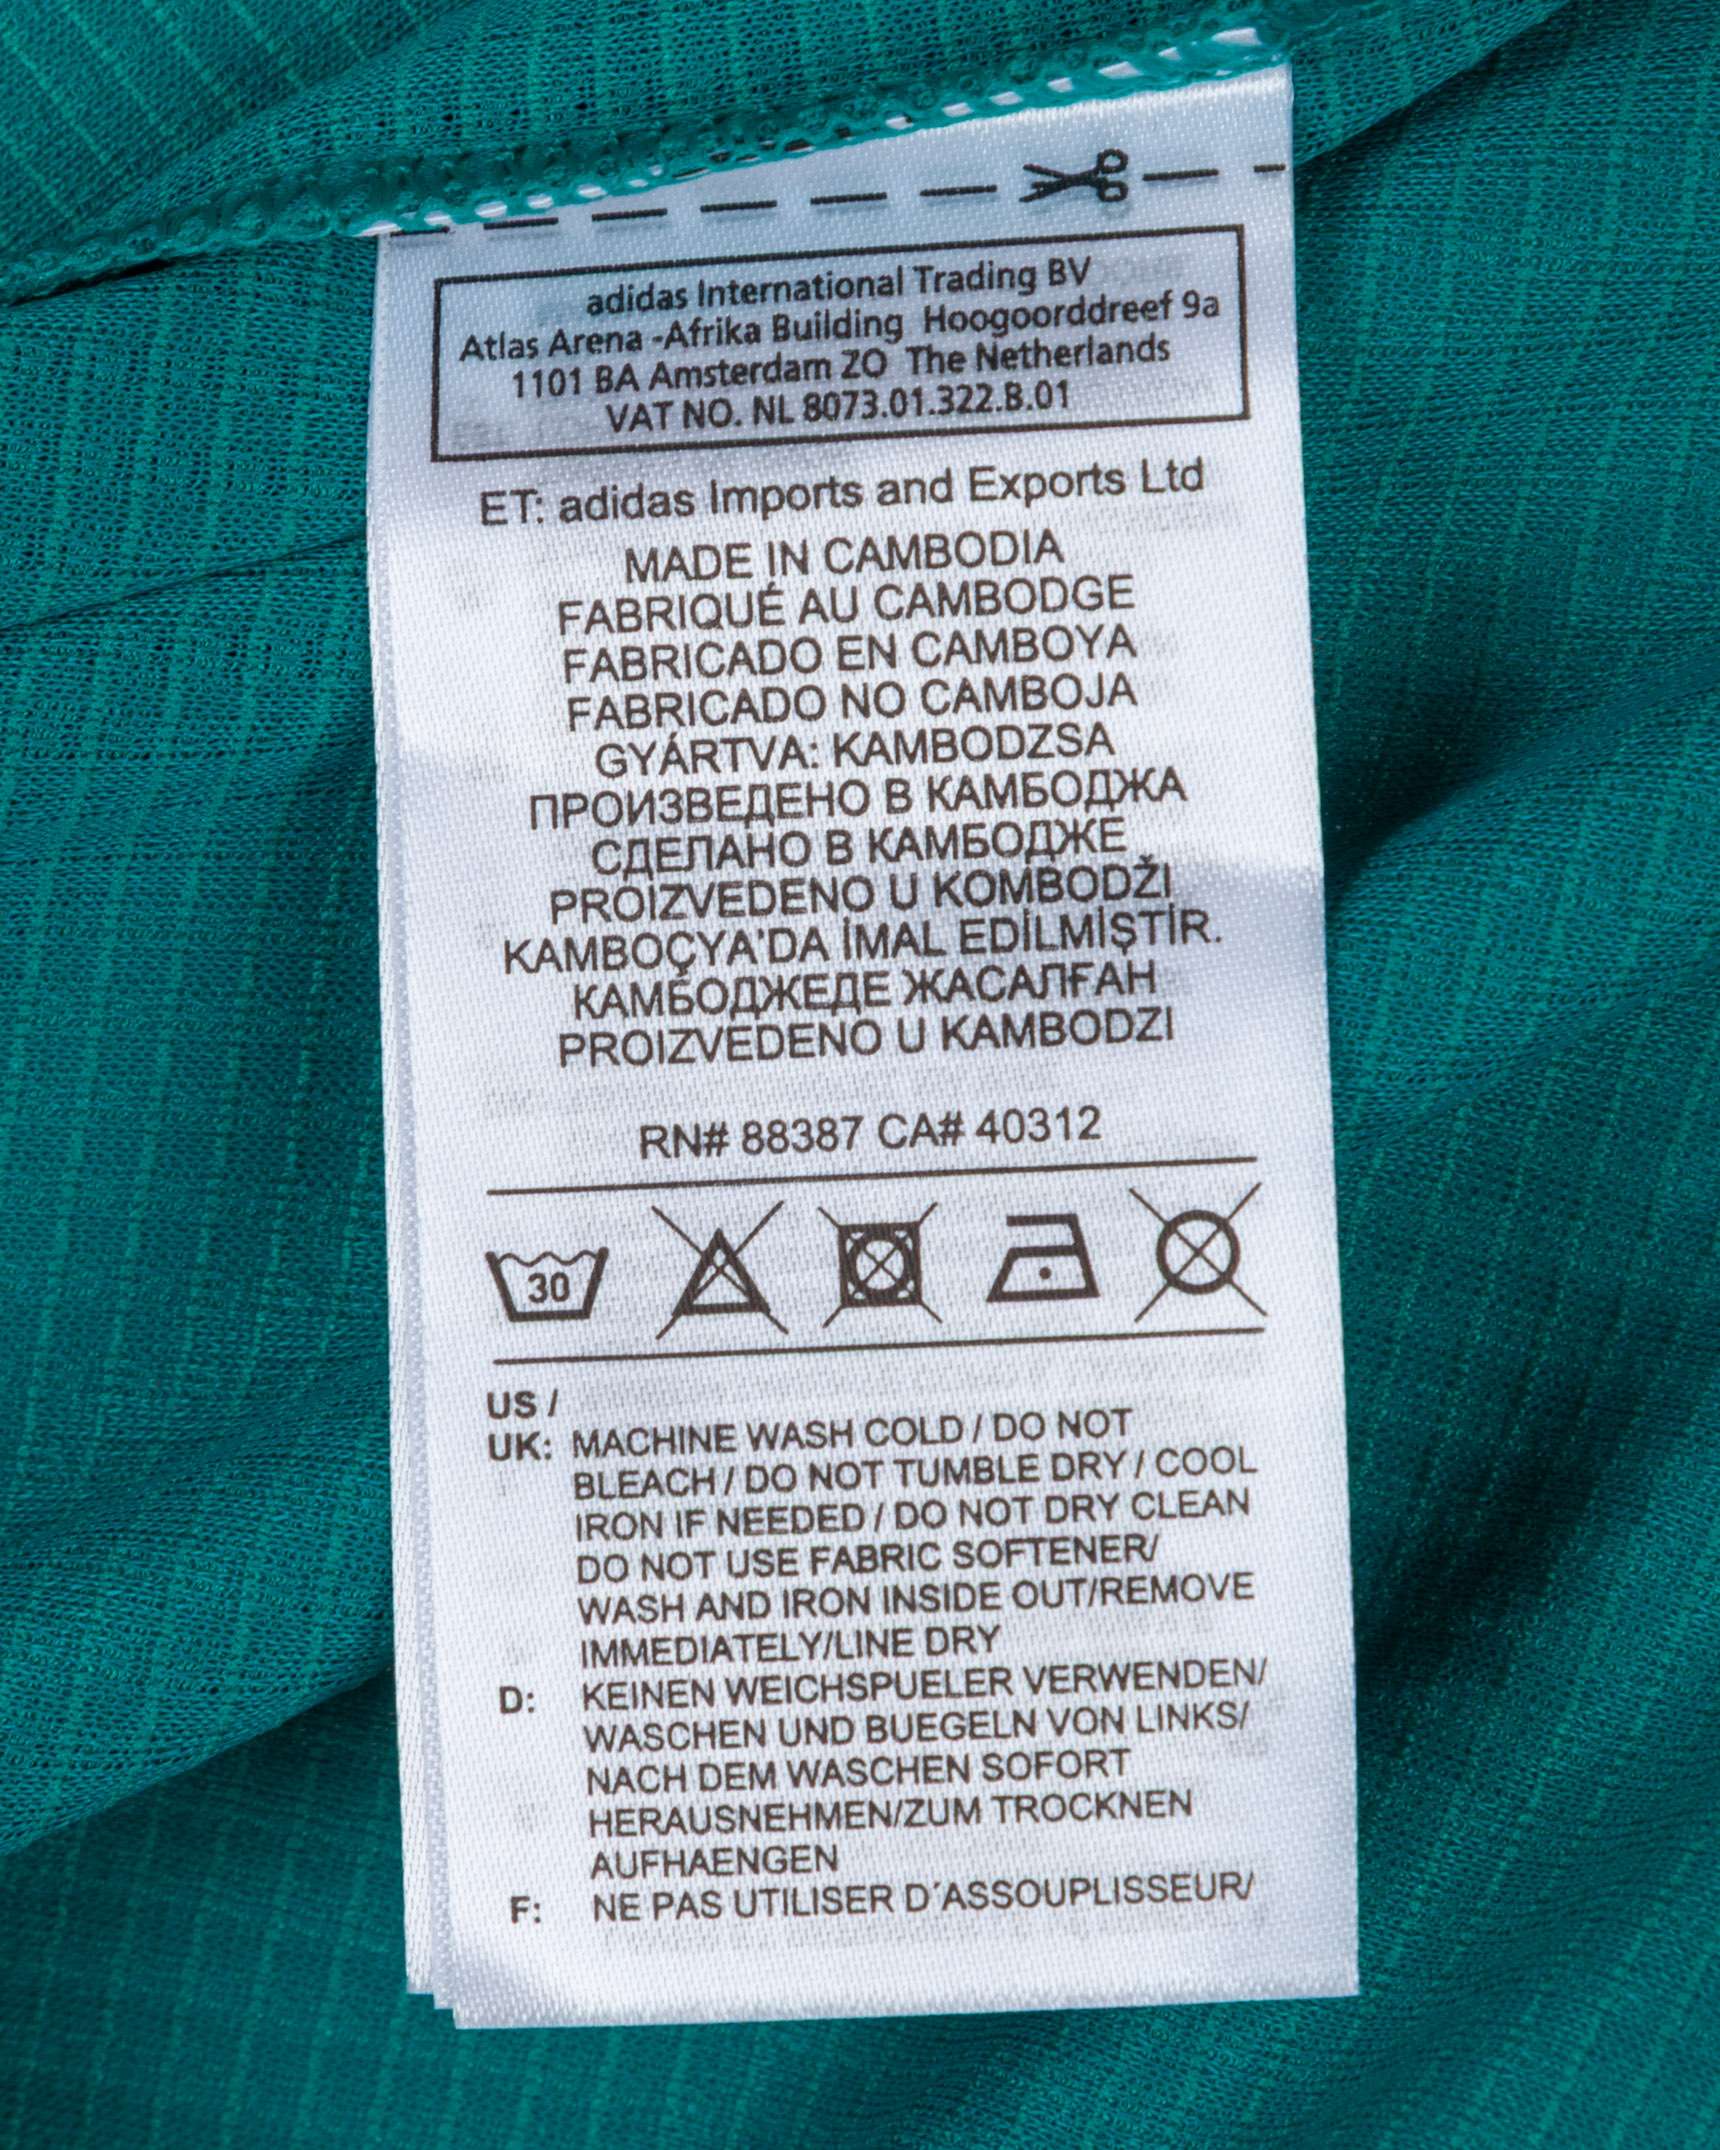 adidas International Trading BV
Atlas Arena -Afrika Building Hoogoorddreef 9a
1101 BA Amsterdam ZO The Netherlands
VAT NO. NL 8073.01.322.B.01
ET: adidas Imports and Exports Ltd
MADE IN CAMBODIA
FABRIQUÉ AU CAMBODGE
FABRICADO EN CAMBOYA
FABRICADO NO CAMBOJA
GYÁRTVA: KAMBODZSA
ПРОИЗВЕДЕНО В КАМБОДЖА
СДЕЛАНО В КАМБОДЖЕ
PROIZVEDENO U KOMBODŽI
KAMBOÇYA'DA İMAL EDİLMİŞTİR.
КАМБОДЖЕДЕ ЖАСАЛҒАН
PROIZVEDENO U KAMBODZI
RN# 88387 CA# 40312
30
US /
UK: MACHINE WASH COLD / DO NOT
BLEACH / DO NOT TUMBLE DRY / COOL
IRON IF NEEDED / DO NOT DRY CLEAN
DO NOT USE FABRIC SOFTENER/
WASH AND IRON INSIDE OUT/REMOVE
IMMEDIATELY/LINE DRY
D: KEINEN WEICHSPUELER VERWENDEN/
WASCHEN UND BUEGELN VON LINKS/
NACH DEM WASCHEN SOFORT
HERAUSNEHMEN/ZUM TROCKNEN
AUFHAENGEN
F: NE PAS UTILISER D´ASSOUPLISSEUR/